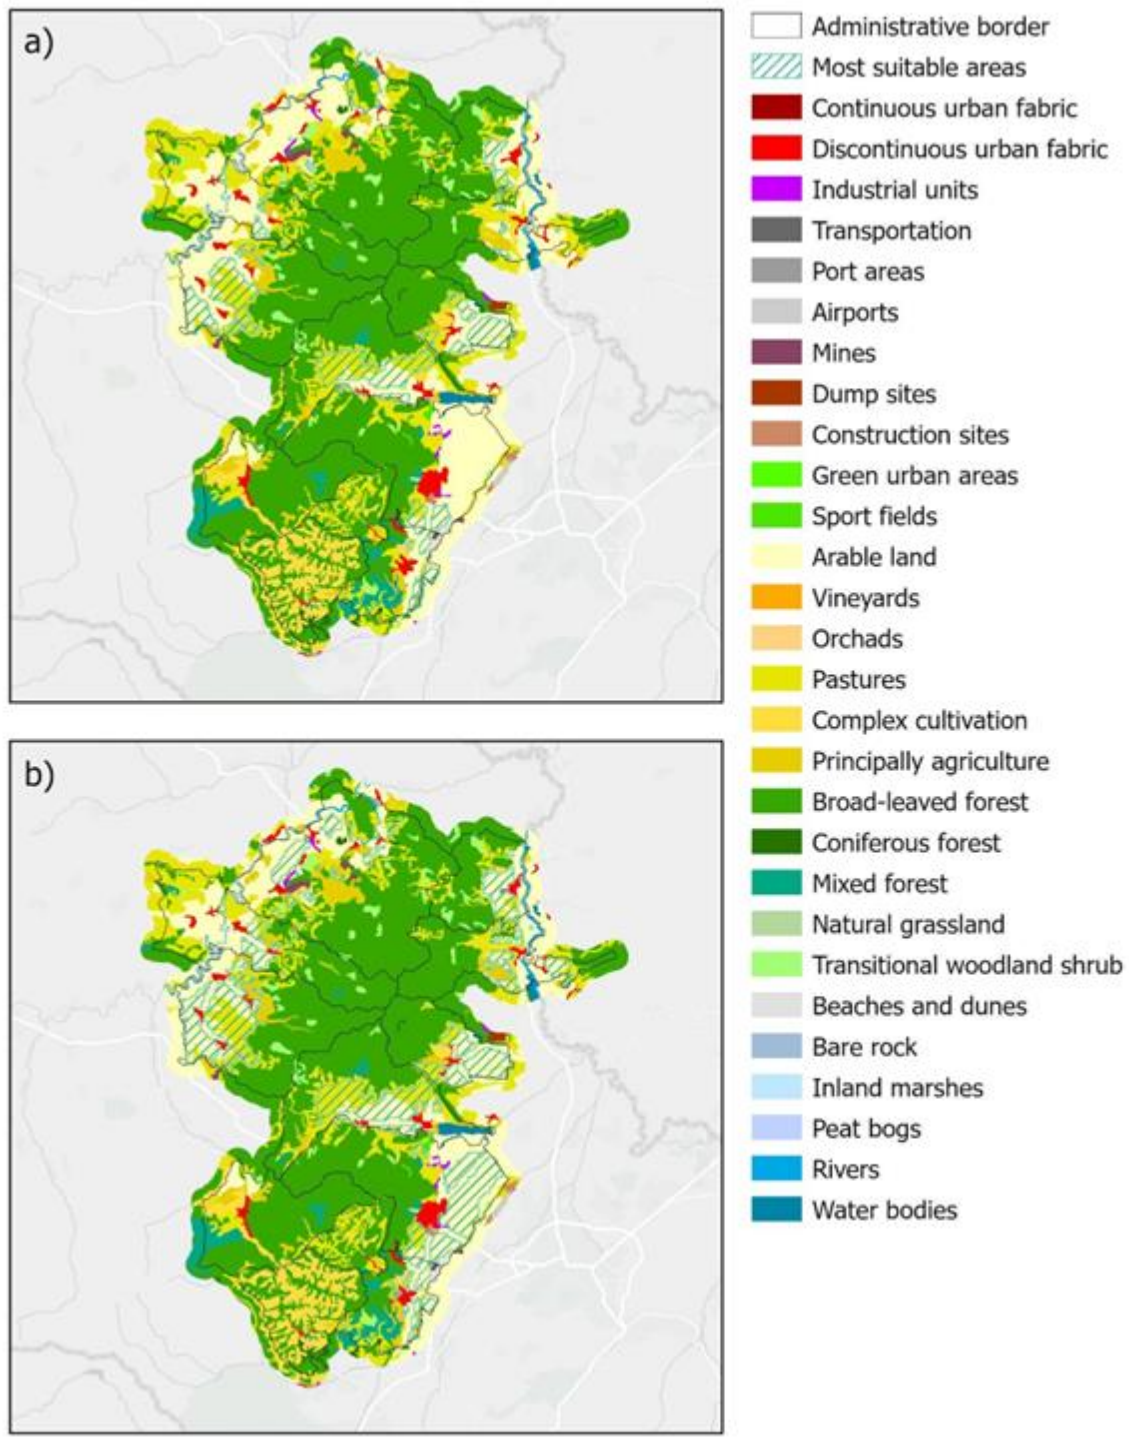 a)
b)
Administrative border
Most suitable areas
Continuous urban fabric
Discontinuous urban fabric
Industrial units
Transportation
Port areas
Airports
Mines
Dump sites
Construction sites
Green urban areas
Sport fields
Arable land
Vineyards
Orchads
Pastures
Complex cultivation
Principally agriculture
Broad-leaved forest
Coniferous forest
Mixed forest
Natural grassland
Transitional woodland shrub
Beaches and dunes
Bare rock
Inland marshes
Peat bogs
Rivers
Water bodies